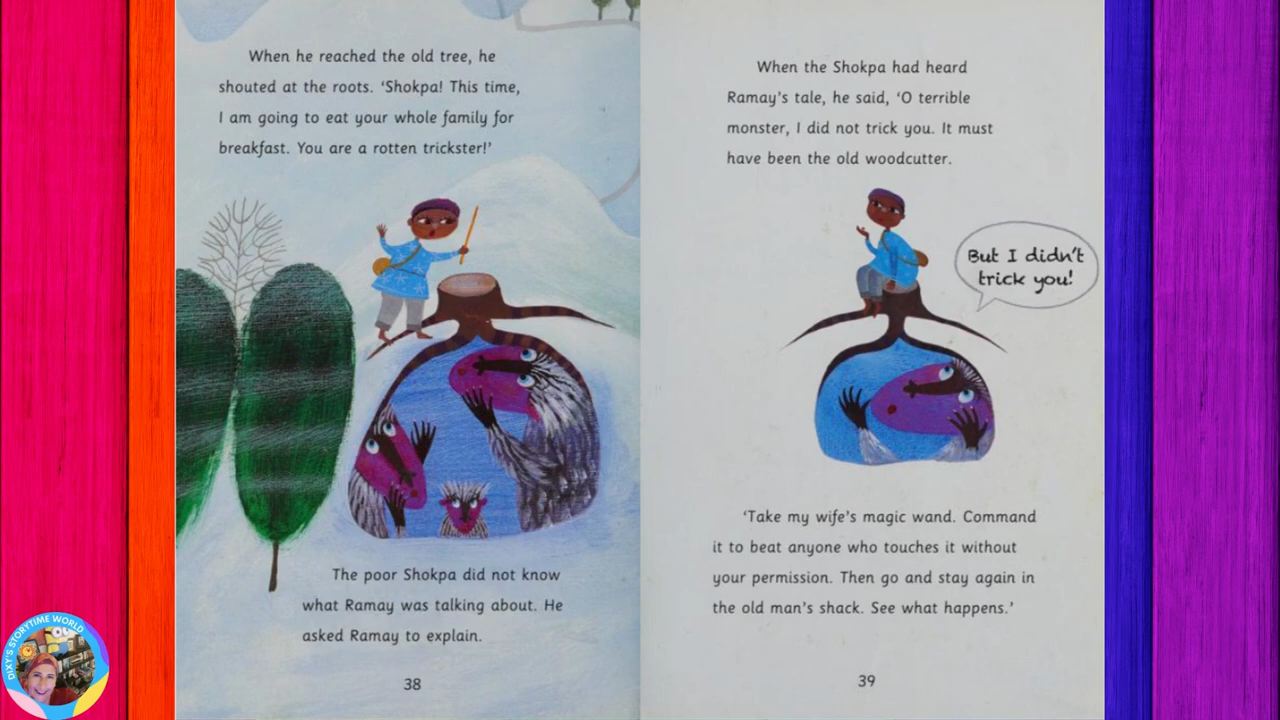 When he reached the old tree, he
shouted at the roots. ‘Shokpa! This time,
I am going to eat your whole family for
breakfast. You are a rotten trickster!’
The poor Shokpa did not know
what Ramay was talking about. He
asked Ramay to explain.
38
When the Shokpa had heard
Ramay’s tale, he said, ‘O terrible
monster, I did not trick you. It must
have been the old woodcutter.
But I didn’t
trick you!
‘Take my wife’s magic wand. Command
it to beat anyone who touches it without
your permission. Then go and stay again in
the old man’s shack. See what happens.’
39
DIXY'S STORYTIME WORLD